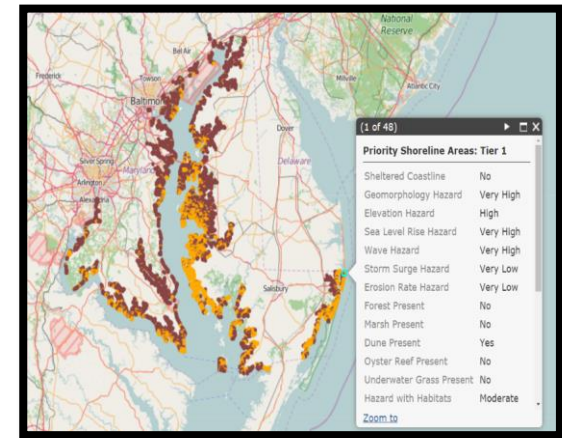 National
Reserve
Bel Air
Frederick
Towson
Baltimore
Millville
Atlantic City
Dover
Silver Spring
Maryland
Delaware
Arlington
Alexandria
Salisbury
(1 of 48)
Priority Shoreline Areas: Tier 1
Sheltered Coastline No
Geomorphology Hazard Very High
Elevation Hazard High
Sea Level Rise Hazard Very High
Wave Hazard Very High
Storm Surge Hazard Very Low
Erosion Rate Hazard Very Low
Forest Present No
Marsh Present No
Dune Present Yes
Oyster Reef Present No
Underwater Grass Present No
Hazard with Habitats Moderate
Zoom to